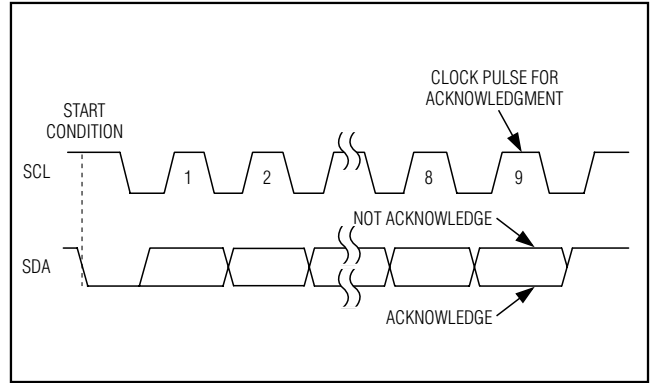 CLOCK PULSE FOR
ACKNOWLEDGMENT
START
CONDITION
SCL
1
2
8
9
NOT ACKNOWLEDGE
SDA
ACKNOWLEDGE